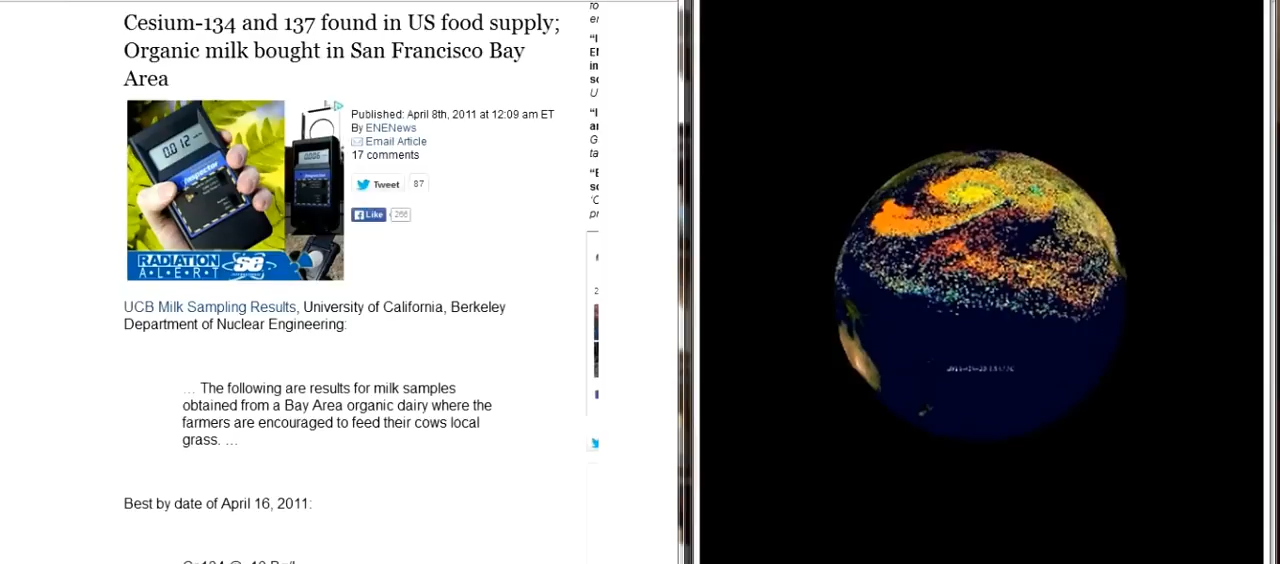 Cesium-134 and 137 found in US food supply;
Organic milk bought in San Francisco Bay
Area
0.012
Inspector
RADIATION
A•L•E•R•T
se
Published: April 8th, 2011 at 12:09 am ET
By ENENews
Email Article
17 comments
Tweet 87
Like 266
UCB Milk Sampling Results, University of California, Berkeley
Department of Nuclear Engineering:
… The following are results for milk samples
obtained from a Bay Area organic dairy where the
farmers are encouraged to feed their cows local
grass. …
Best by date of April 16, 2011: